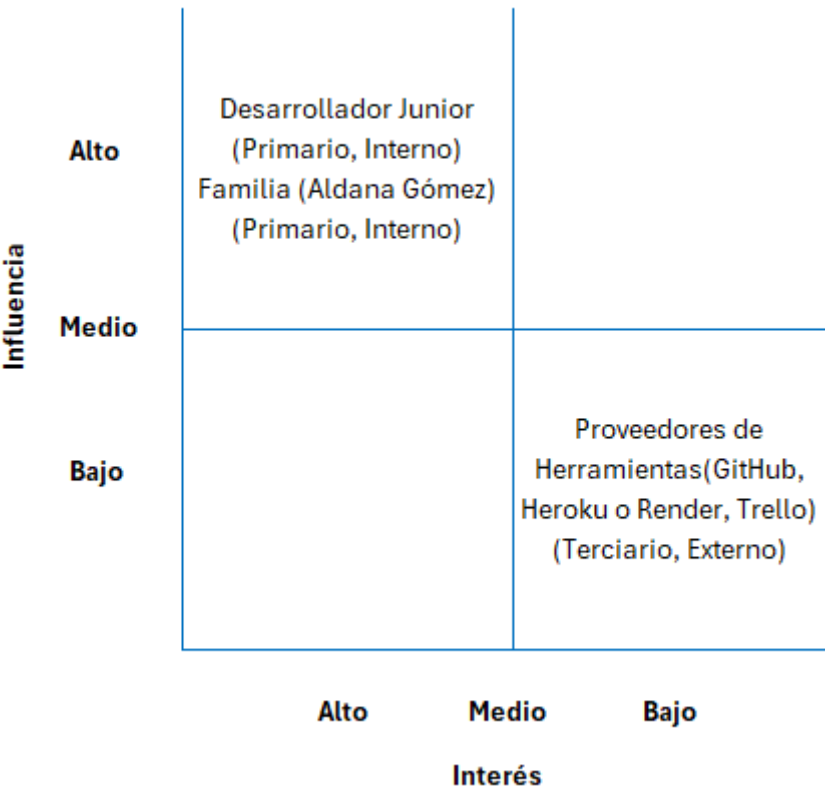 Influencia
Alto
Desarrollador Junior
(Primario, Interno)
Familia (Aldana Gómez)
(Primario, Interno)
Medio
Bajo
Proveedores de
Herramientas(GitHub,
Heroku o Render, Trello)
(Terciario, Externo)
Alto Medio Bajo
Interés